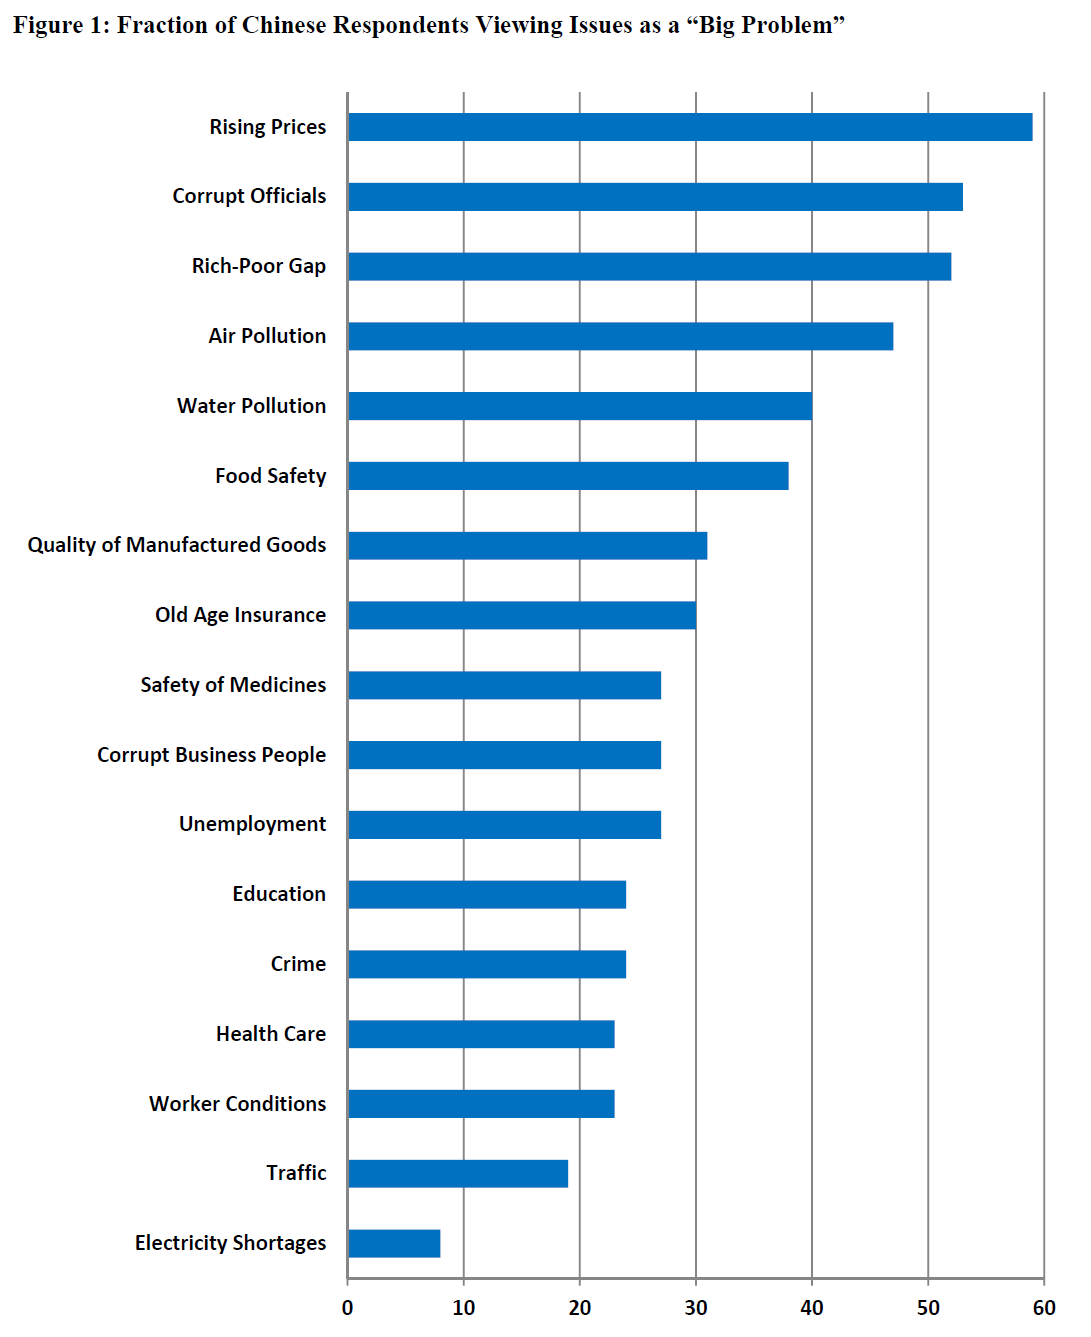 Figure 1: Fraction of Chinese Respondents Viewing Issues as a “Big Problem”
Rising Prices
Corrupt Officials
Rich-Poor Gap
Air Pollution
Water Pollution
Food Safety
Quality of Manufactured Goods
Old Age Insurance
Safety of Medicines
Corrupt Business People
Unemployment
Education
Crime
Health Care
Worker Conditions
Traffic
Electricity Shortages
0 10 20 30 40 50 60